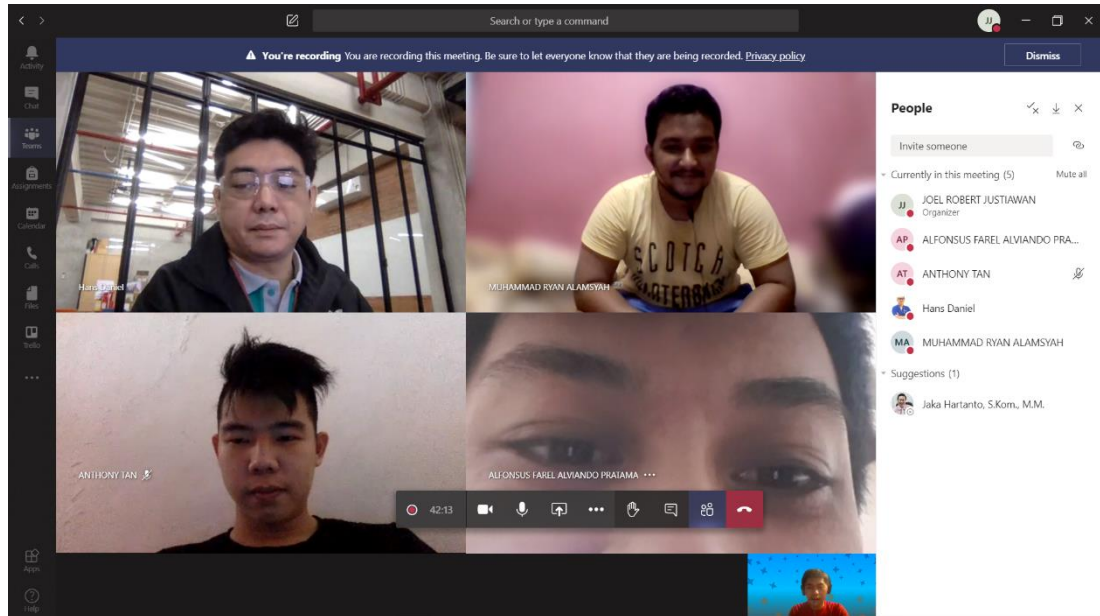 Search or type a command
JJ
You're recording You are recording this meeting. Be sure to let everyone know that they are being recorded. Privacy policy
Dismiss
Activity
Chat
Teams
Assignments
Calendar
Calls
Files
Trello
...
Apps
Help
Hans Daniel
MUHAMMAD RYAN ALAMSYAH
SCOTCH
ANTHONY TAN
ALFONSUS FAREL ALVIANDO PRATAMA ...
42:13
People
Invite someone
Currently in this meeting (5) Mute all
JJ JOEL ROBERT JUSTIAWAN
Organizer
AP ALFONSUS FAREL ALVIANDO PRA...
AT ANTHONY TAN
Hans Daniel
MA MUHAMMAD RYAN ALAMSYAH
Suggestions (1)
Jaka Hartanto, S.Kom., M.M.